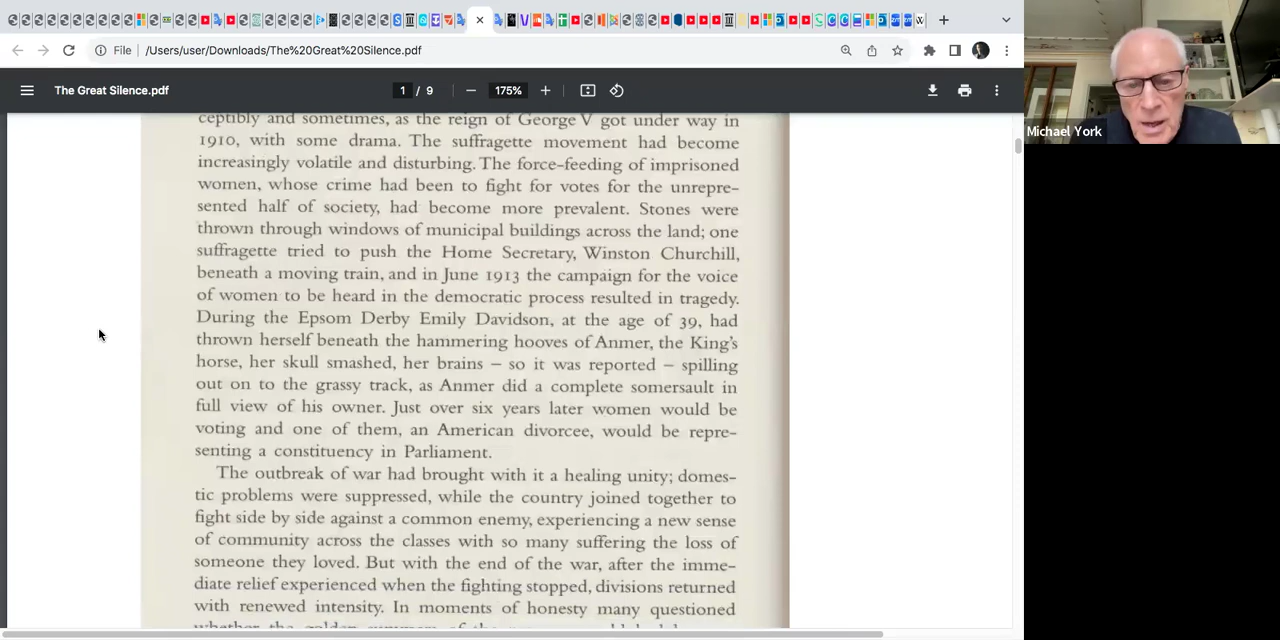 File
/Users/user/Downloads/The%20Great%20Silence.pdf
The Great Silence.pdf
1 / 9
175%
Michael York
ceptibly and sometimes, as the reign of George V got under way in
1910, with some drama. The suffragette movement had become
increasingly volatile and disturbing. The force-feeding of imprisoned
women, whose crime had been to fight for votes for the unrepre-
sented half of society, had become more prevalent. Stones were
thrown through windows of municipal buildings across the land; one
suffragette tried to push the Home Secretary, Winston Churchill,
beneath a moving train, and in June 1913 the campaign for the voice
of women to be heard in the democratic process resulted in tragedy.
During the Epsom Derby Emily Davidson, at the age of 39, had
thrown herself beneath the hammering hooves of Anmer, the King's
horse, her skull smashed, her brains – so it was reported – spilling
out on to the grassy track, as Anmer did a complete somersault in
full view of his owner. Just over six years later women would be
voting and one of them, an American divorcee, would be repre-
senting a constituency in Parliament.
The outbreak of war had brought with it a healing unity; domes-
tic problems were suppressed, while the country joined together to
fight side by side against a common enemy, experiencing a new sense
of community across the classes with so many suffering the loss of
someone they loved. But with the end of the war, after the imme-
diate relief experienced when the fighting stopped, divisions returned
with renewed intensity. In moments of honesty many questioned